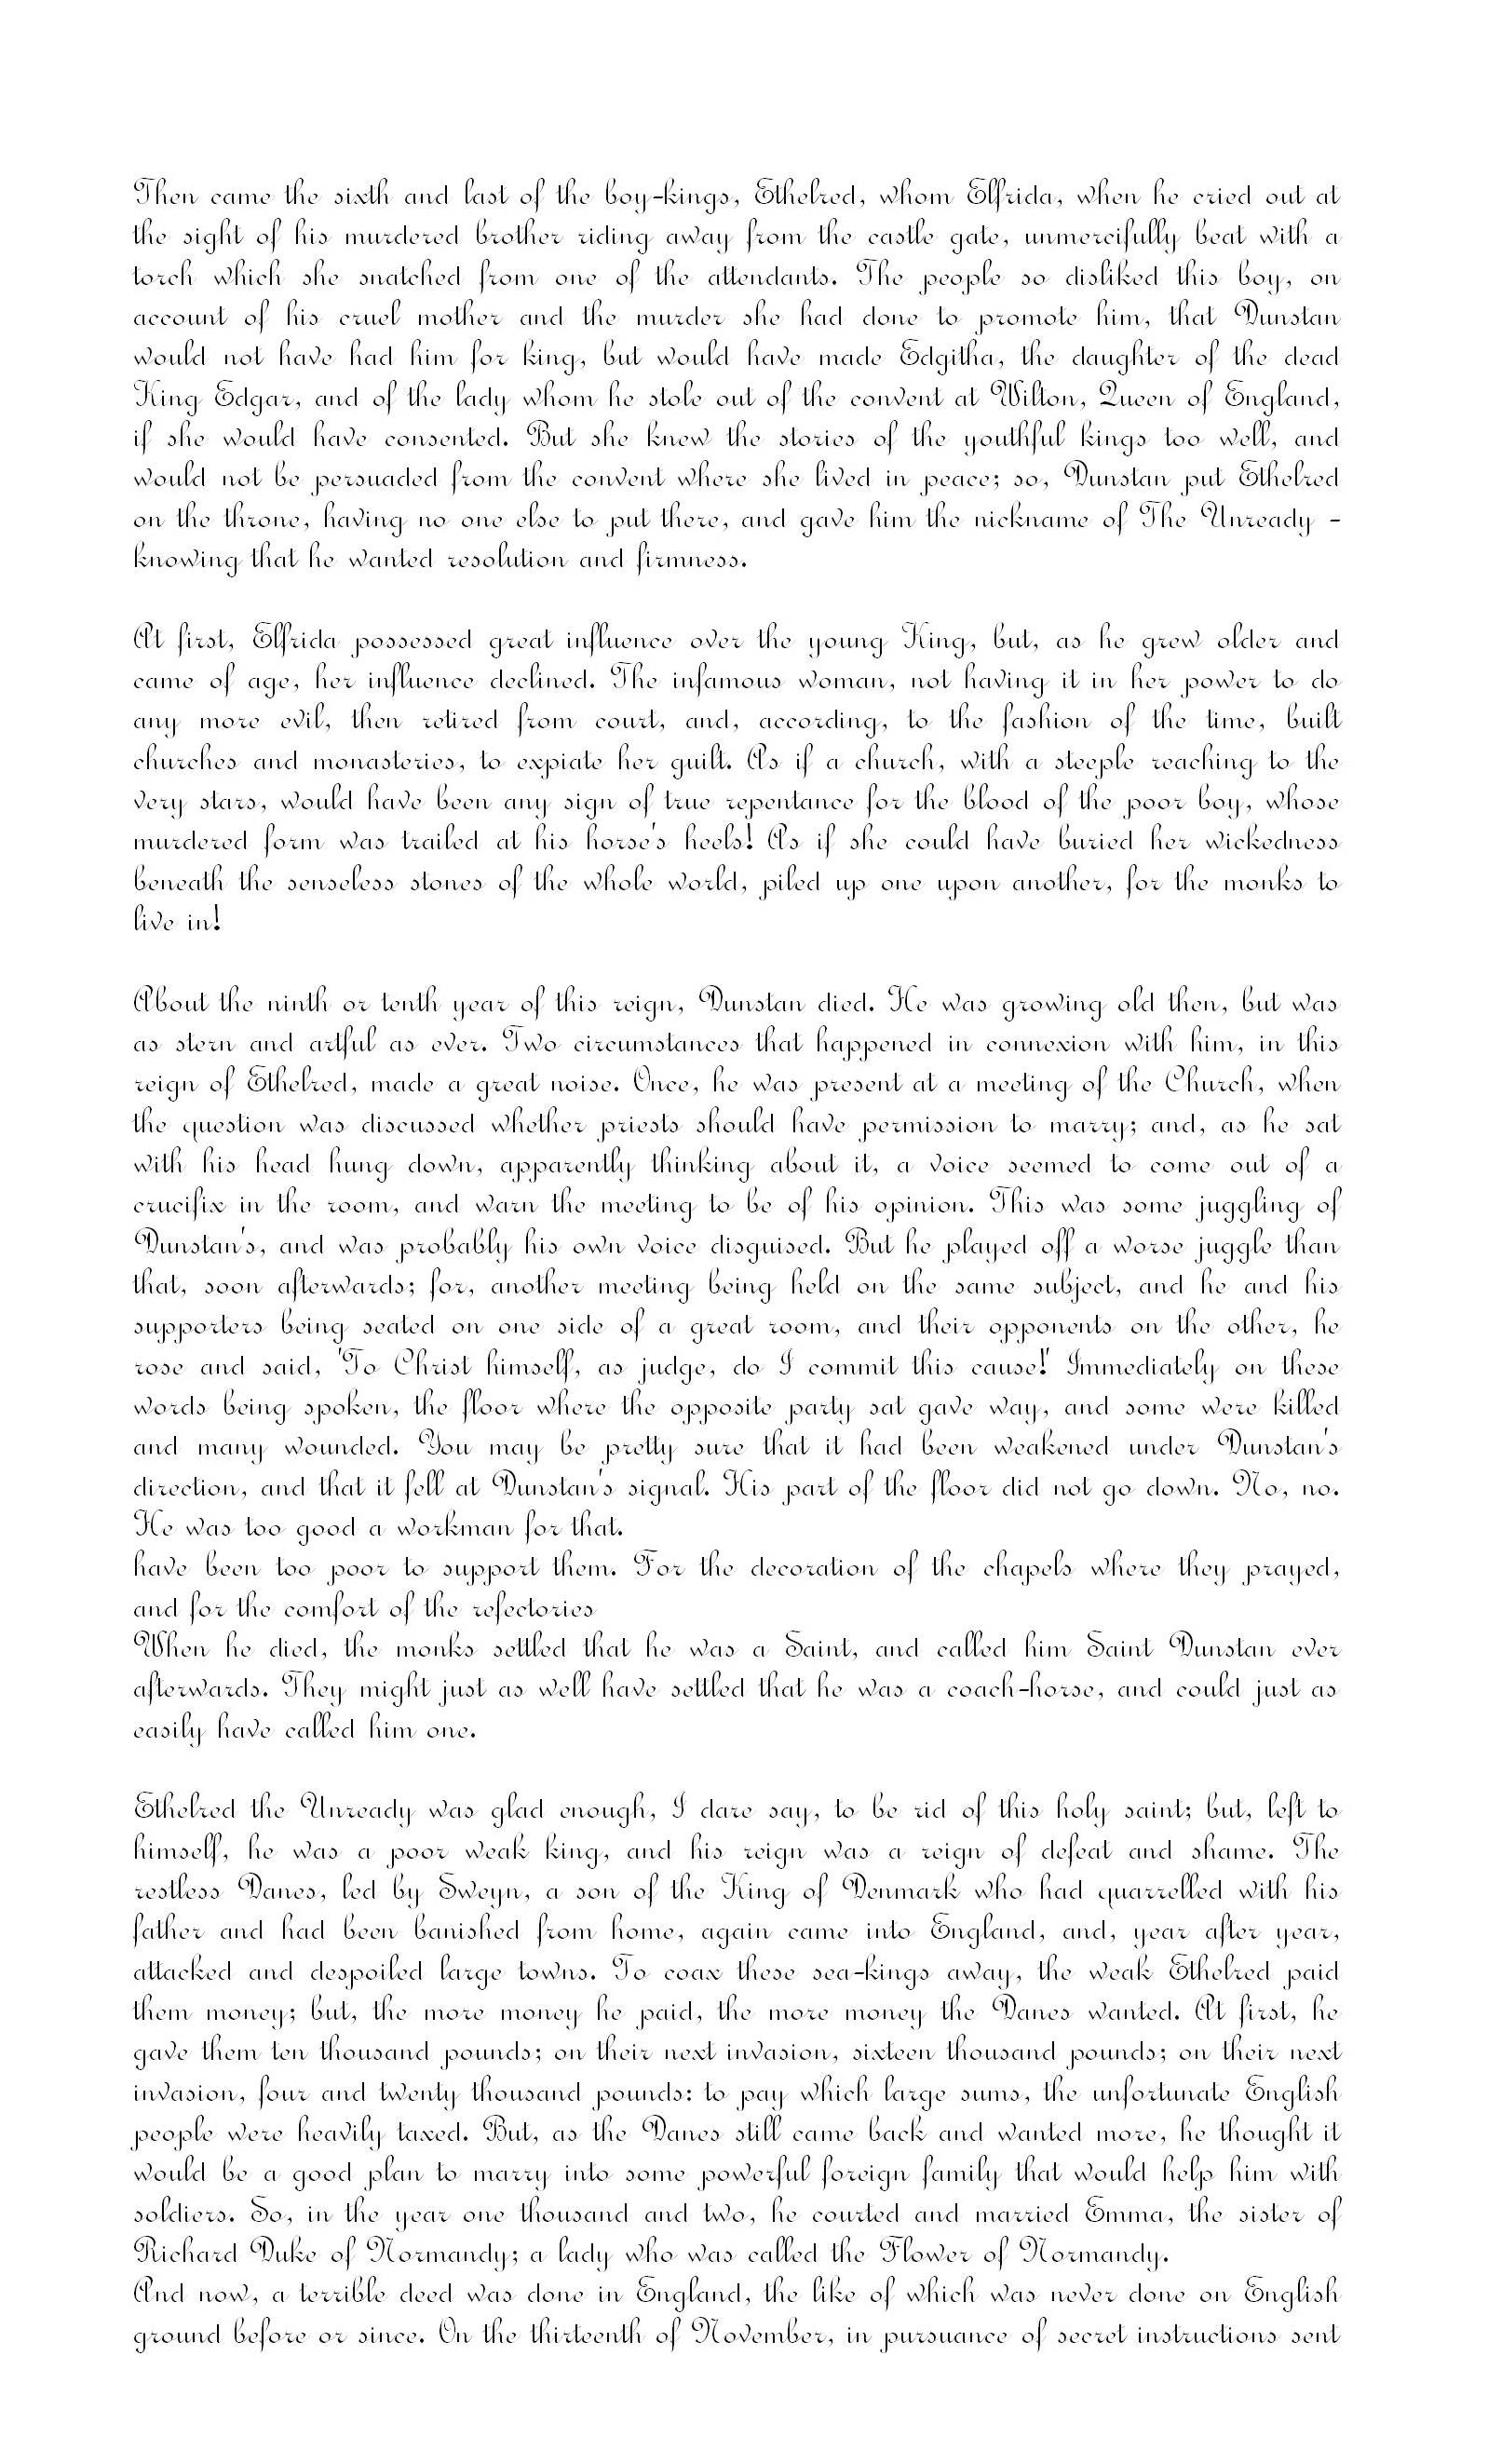 Then came the sixth and last of the boy-kings, Ethelred, whom Elfrida, when he cried out at
the sight of his murdered brother riding away from the castle gate, unmercifully beat with a
torch which she snatched from one of the attendants. The people so disliked this boy, on
account of his cruel mother and the murder she had done to promote him, that Dunstan
would not have had him for king, but would have made Edgitha, the daughter of the dead
King Edgar, and of the lady whom he stole out of the convent at Wilton, Queen of England,
if she would have consented. But she knew the stories of the youthful kings too well, and
would not be persuaded from the convent where she lived in peace; so, Dunstan put Ethelred
on the throne, having no one else to put there, and gave him the nickname of The Unready -
knowing that he wanted resolution and firmness.

At first, Elfrida possessed great influence over the young King, but, as he grew older and
came of age, her influence declined. The infamous woman, not having it in her power to do
any more evil, then retired from court, and, according, to the fashion of the time, built
churches and monasteries, to expiate her guilt. As if a church, with a steeple reaching to the
very stars, would have been any sign of true repentance for the blood of the poor boy, whose
murdered form was trailed at his horse's heels! As if she could have buried her wickedness
beneath the senseless stones of the whole world, piled up one upon another, for the monks to
live in!

About the ninth or tenth year of this reign, Dunstan died. He was growing old then, but was
as stern and artful as ever. Two circumstances that happened in connexion with him, in this
reign of Ethelred, made a great noise. Once, he was present at a meeting of the Church, when
the question was discussed whether priests should have permission to marry; and, as he sat
with his head hung down, apparently thinking about it, a voice seemed to come out of a
crucifix in the room, and warn the meeting to be of his opinion. This was some juggling of
Dunstan's, and was probably his own voice disguised. But he played off a worse juggle than
that, soon afterwards; for, another meeting being held on the same subject, and he and his
supporters being seated on one side of a great room, and their opponents on the other, he
rose and said, 'To Christ himself, as judge, do I commit this cause!' Immediately on these
words being spoken, the floor where the opposite party sat gave way, and some were killed
and many wounded. You may be pretty sure that it had been weakened under Dunstan's
direction, and that it fell at Dunstan's signal. His part of the floor did not go down. No, no.
He was too good a workman for that.
have been too poor to support them. For the decoration of the chapels where they prayed,
and for the comfort of the refectories
When he died, the monks settled that he was a Saint, and called him Saint Dunstan ever
afterwards. They might just as well have settled that he was a coach-horse, and could just as
easily have called him one.

Ethelred the Unready was glad enough, I dare say, to be rid of this holy saint; but, left to
himself, he was a poor weak king, and his reign was a reign of defeat and shame. The
restless Danes, led by Sweyn, a son of the King of Denmark who had quarrelled with his
father and had been banished from home, again came into England, and, year after year,
attacked and despoiled large towns. To coax these sea-kings away, the weak Ethelred paid
them money; but, the more money he paid, the more money the Danes wanted. At first, he
gave them ten thousand pounds; on their next invasion, sixteen thousand pounds; on their next
invasion, four and twenty thousand pounds: to pay which large sums, the unfortunate English
people were heavily taxed. But, as the Danes still came back and wanted more, he thought it
would be a good plan to marry into some powerful foreign family that would help him with
soldiers. So, in the year one thousand and two, he courted and married Emma, the sister of
Richard Duke of Normandy; a lady who was called the Flower of Normandy.
And now, a terrible deed was done in England, the like of which was never done on English
ground before or since. On the thirteenth of November, in pursuance of secret instructions sent